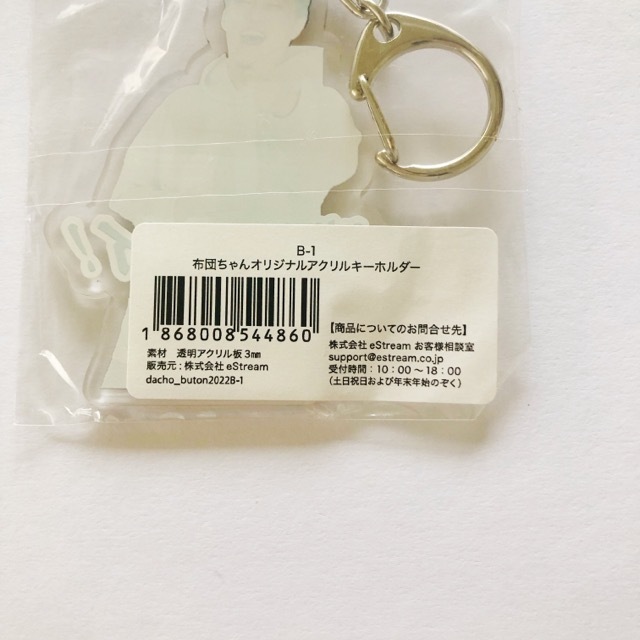 B-1
布団ちゃんオリジナルアクリルキーホルダー
1868008544860
素材 透明アクリル板3㎜
販売元：株式会社 eStream
dacho_buton2022B-1
【商品についてのお問合せ先】
株式会社 eStream お客様相談室
support@estream.co.jp
受付時間：10：00 ～ 18：00
（土日祝日および年末年始のぞく）